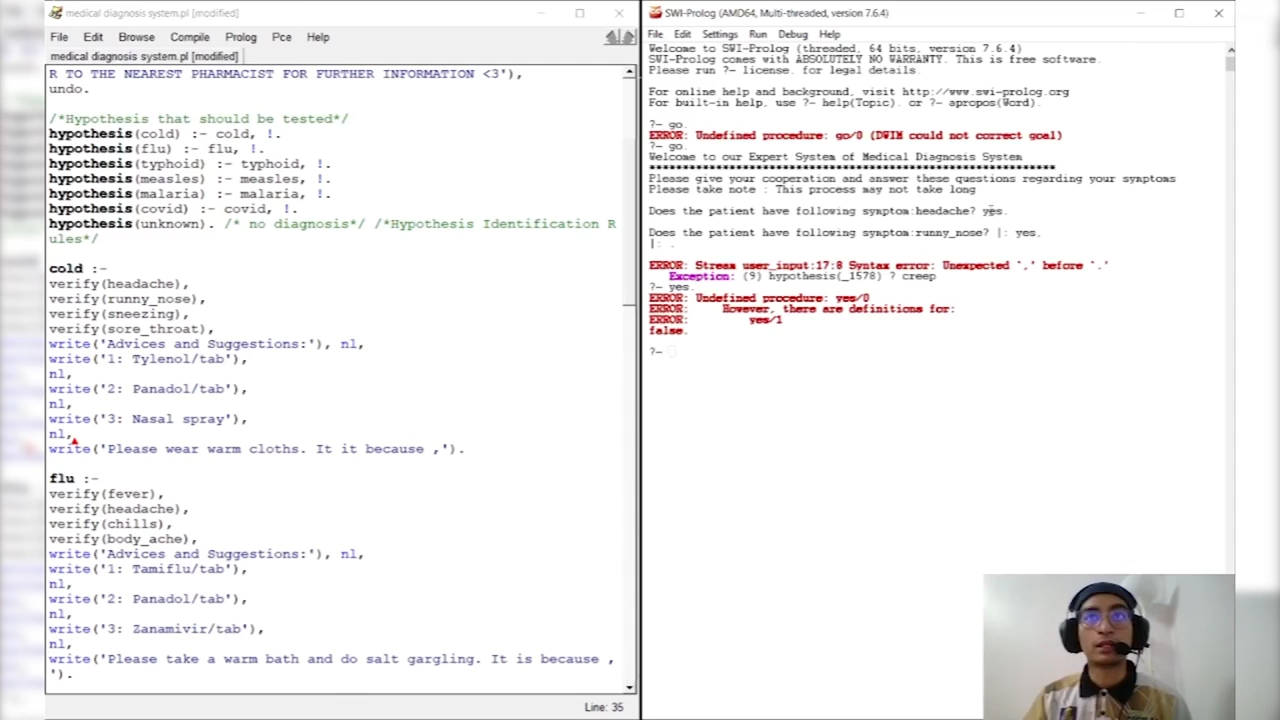 medical diagnosis system.pl [modified]
File Edit Browse Compile Prolog Pce Help
medical diagnosis system.pl [modified]
R TO THE NEAREST PHARMACIST FOR FURTHER INFORMATION <3'),
undo.
/*Hypothesis that should be tested*/
hypothesis(cold) :- cold, !.
hypothesis(flu) :- flu, !.
hypothesis(typhoid) :- typhoid, !.
hypothesis(measles) :- measles, !.
hypothesis(malaria) :- malaria, !.
hypothesis(covid) :- covid, !.
hypothesis(unknown). /* no diagnosis*/ /*Hypothesis Identification R
ules*/
cold :-
verify(headache),
verify(runny_nose),
verify(sneezing),
verify(sore_throat),
write('Advices and Suggestions:'), nl,
write('1: Tylenol/tab'),
nl,
write('2: Panadol/tab'),
nl,
write('3: Nasal spray'),
nl,
write('Please wear warm cloths. It it because ,').
flu :-
verify(fever),
verify(headache),
verify(chills),
verify(body_ache),
write('Advices and Suggestions:'), nl,
write('1: Tamiflu/tab'),
nl,
write('2: Panadol/tab'),
nl,
write('3: Zanamivir/tab'),
nl,
write('Please take a warm bath and do salt gargling. It is because ,
').
Line: 35
SWI-Prolog (AMD64, Multi-threaded, version 7.6.4)
File Edit Settings Run Debug Help
Welcome to SWI-Prolog (threaded, 64 bits, version 7.6.4)
SWI-Prolog comes with ABSOLUTELY NO WARRANTY. This is free software.
Please run ?- license. for legal details.
For online help and background, visit http://www.swi-prolog.org
For built-in help, use ?- help(Topic). or ?- apropos(Word).
?- go.
ERROR: Undefined procedure: go/0 (DWIM could not correct goal)
?- go.
Welcome to our Expert System of Medical Diagnosis System
******************************************************************
Please give your cooperation and answer these questions regarding your symptoms
Please take note : This process may not take long
Does the patient have following symptom:headache? yes.
Does the patient have following symptom:runny_nose? |: yes,
|: .
ERROR: Stream user_input:17:8 Syntax error: Unexpected `,' before `.'
Exception: (9) hypothesis(_1578) ? creep
?- yes.
ERROR: Undefined procedure: yes/0
ERROR: However, there are definitions for:
ERROR: yes/1
false.
?-